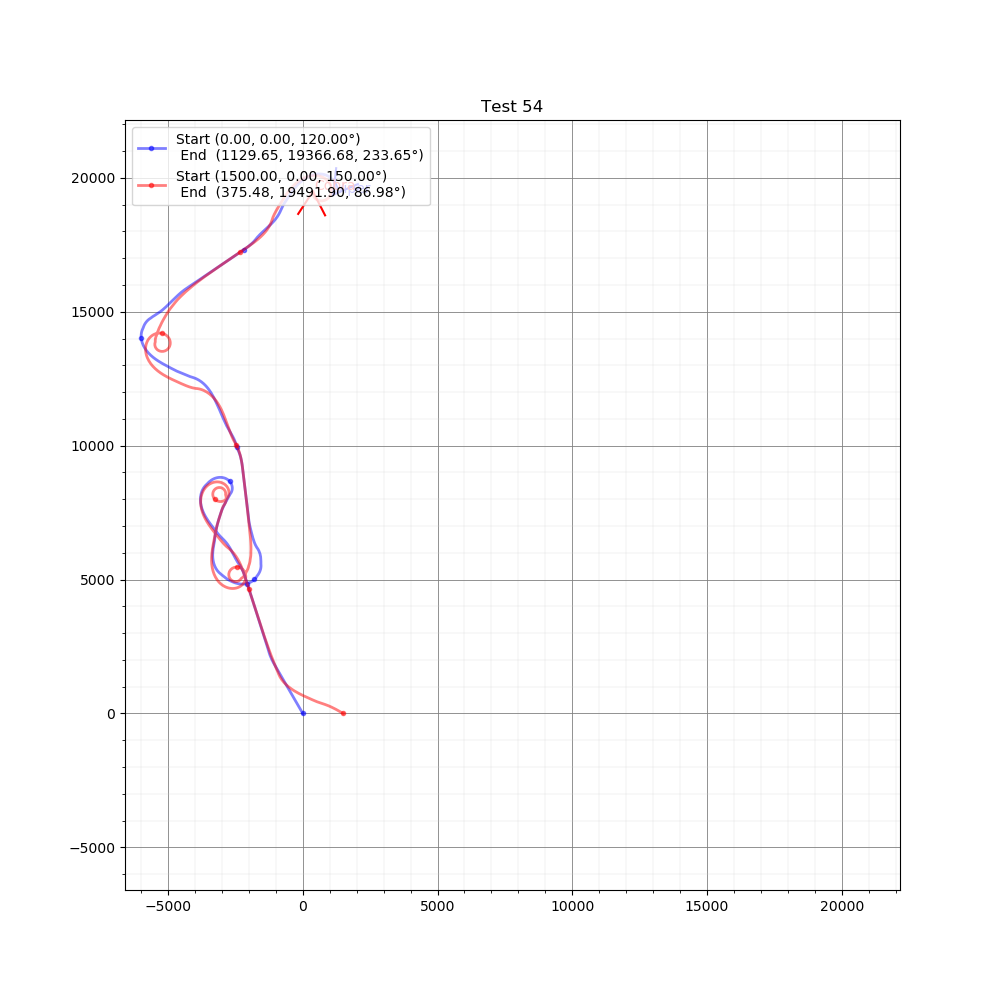 Test 54
Start (0.00, 0.00, 120.00°)
End (1129.65, 19366.68, 233.65°)
Start (1500.00, 0.00, 150.00°)
End (375.48, 19491.90, 86.98°)
20000
15000
10000
5000
0
−5000
−5000 0 5000 10000 15000 20000